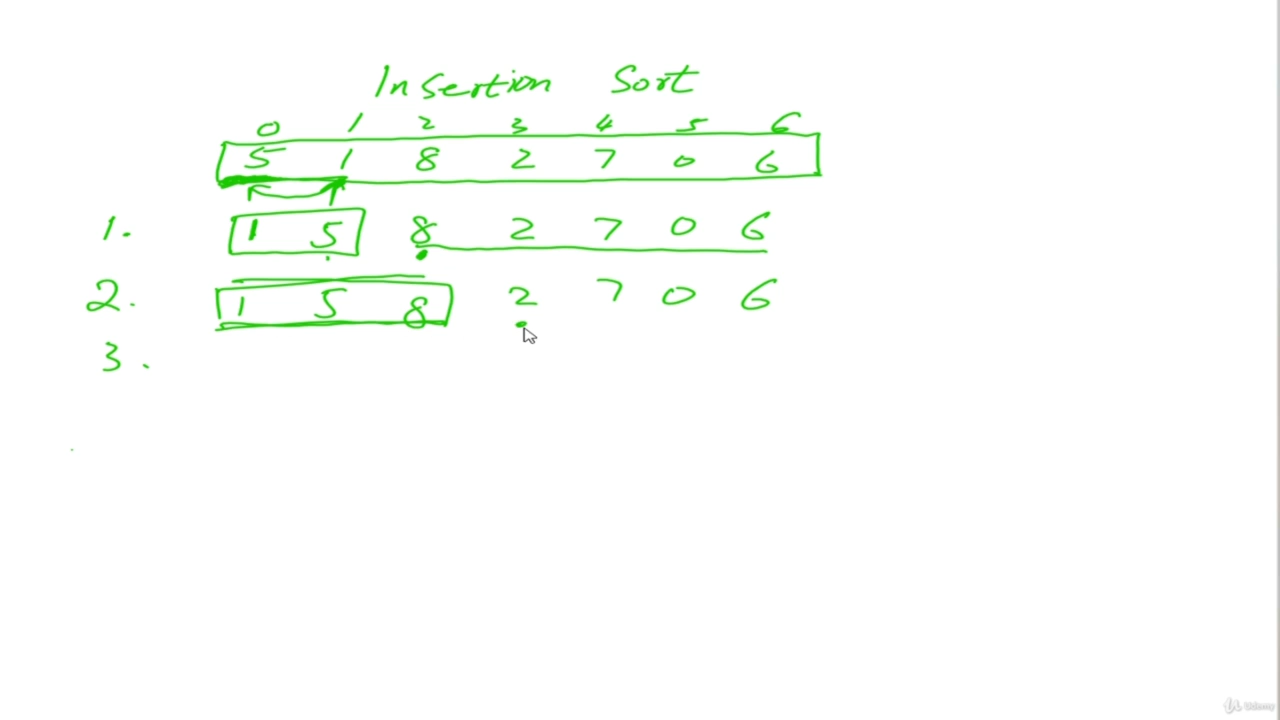 Insertion Sort
0 1 2 3 4 5 6
5 1 8 2 7 0 6
1. 1 5 8 2 7 0 6
2. 1 5 8 2 7 0 6
3.
Udemy